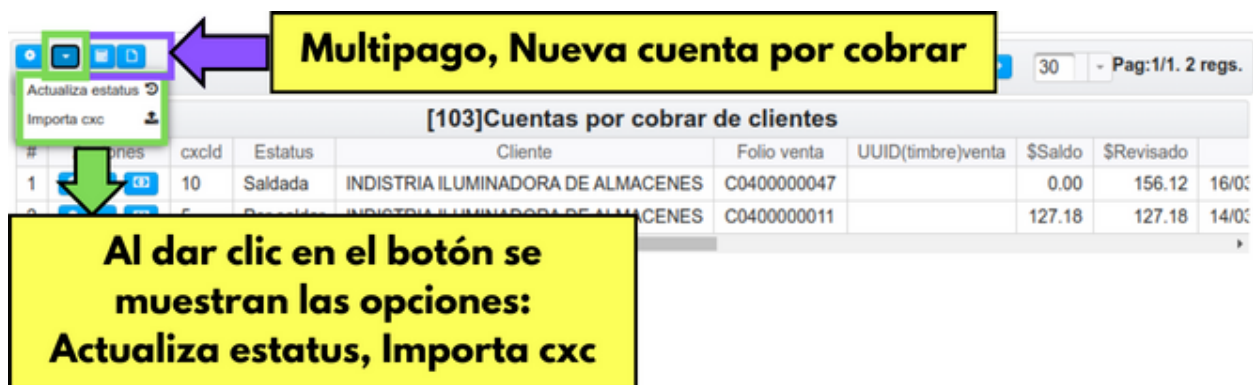 Multipago, Nueva cuenta por cobrar
30 Pag:1/1. 2 regs.
Actualiza estatus
Importa cxc
[103]Cuentas por cobrar de clientes
# ones cxcId Estatus Cliente Folio venta UUID(timbre)venta $Saldo $Revisado
1 10 Saldada INDISTRIA ILUMINADORA DE ALMACENES C0400000047 0.00 156.12 16/03
INDISTRIA ILUMINADORA DE ALMACENES C0400000011 127.18 127.18 14/03
Al dar clic en el botón se
muestran las opciones:
Actualiza estatus, Importa cxc